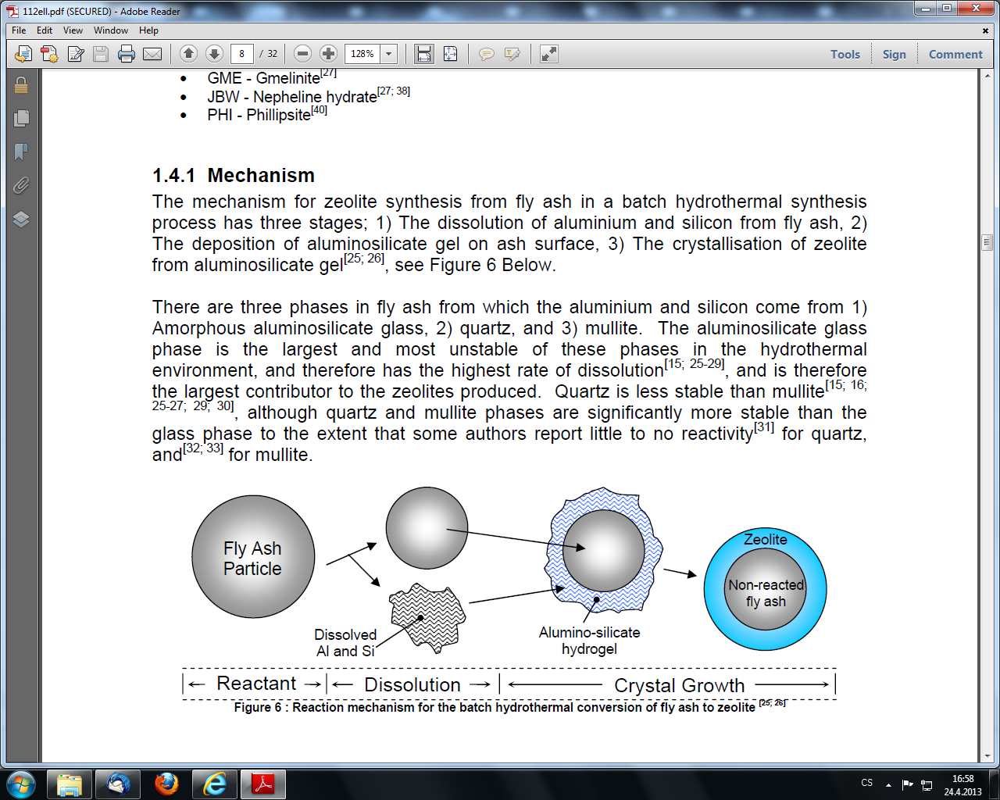 112ell.pdf (SECURED) - Adobe Reader
File Edit View Window Help
8 / 32 128% Tools Sign Comment
• GME - Gmelinite[27]
• JBW - Nepheline hydrate[27; 38]
• PHI - Phillipsite[40]
1.4.1 Mechanism
The mechanism for zeolite synthesis from fly ash in a batch hydrothermal synthesis
process has three stages; 1) The dissolution of aluminium and silicon from fly ash, 2)
The deposition of aluminosilicate gel on ash surface, 3) The crystallisation of zeolite
from aluminosilicate gel[25; 26], see Figure 6 Below.
There are three phases in fly ash from which the aluminium and silicon come from 1)
Amorphous aluminosilicate glass, 2) quartz, and 3) mullite. The aluminosilicate glass
phase is the largest and most unstable of these phases in the hydrothermal
environment, and therefore has the highest rate of dissolution[15; 25-29], and is therefore
the largest contributor to the zeolites produced. Quartz is less stable than mullite[15; 16;
25-27; 29; 30], although quartz and mullite phases are significantly more stable than the
glass phase to the extent that some authors report little to no reactivity[31] for quartz,
and[32; 33] for mullite.
Fly Ash
Particle
Dissolved
Al and Si
Alumino-silicate
hydrogel
Zeolite
Non-reacted
fly ash
Reactant Dissolution Crystal Growth
Figure 6 : Reaction mechanism for the batch hydrothermal conversion of fly ash to zeolite [25; 26]
CS 16:58
24.4.2013